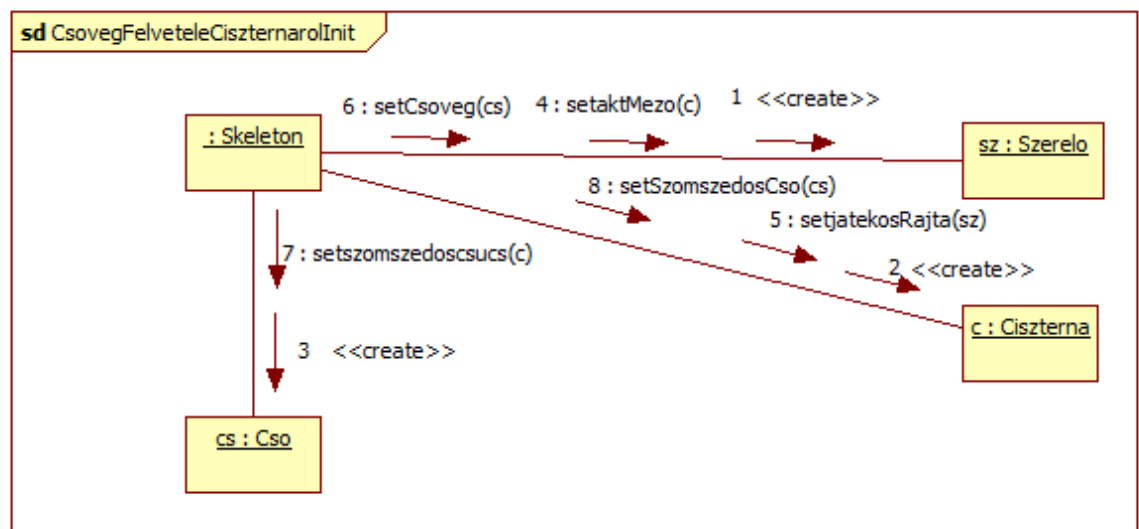 sd CsovegFelveteleCiszternarolInit
6 : setCsoveg(cs)
4 : setaktMezo(c)
1 <<create>>
: Skeleton
sz : Szerelo
8 : setSzomszedosCso(cs)
5 : setjatekosRajta(sz)
7 : setszomszedoscsucs(c)
2 <<create>>
c : Ciszterna
3 <<create>>
cs : Cso